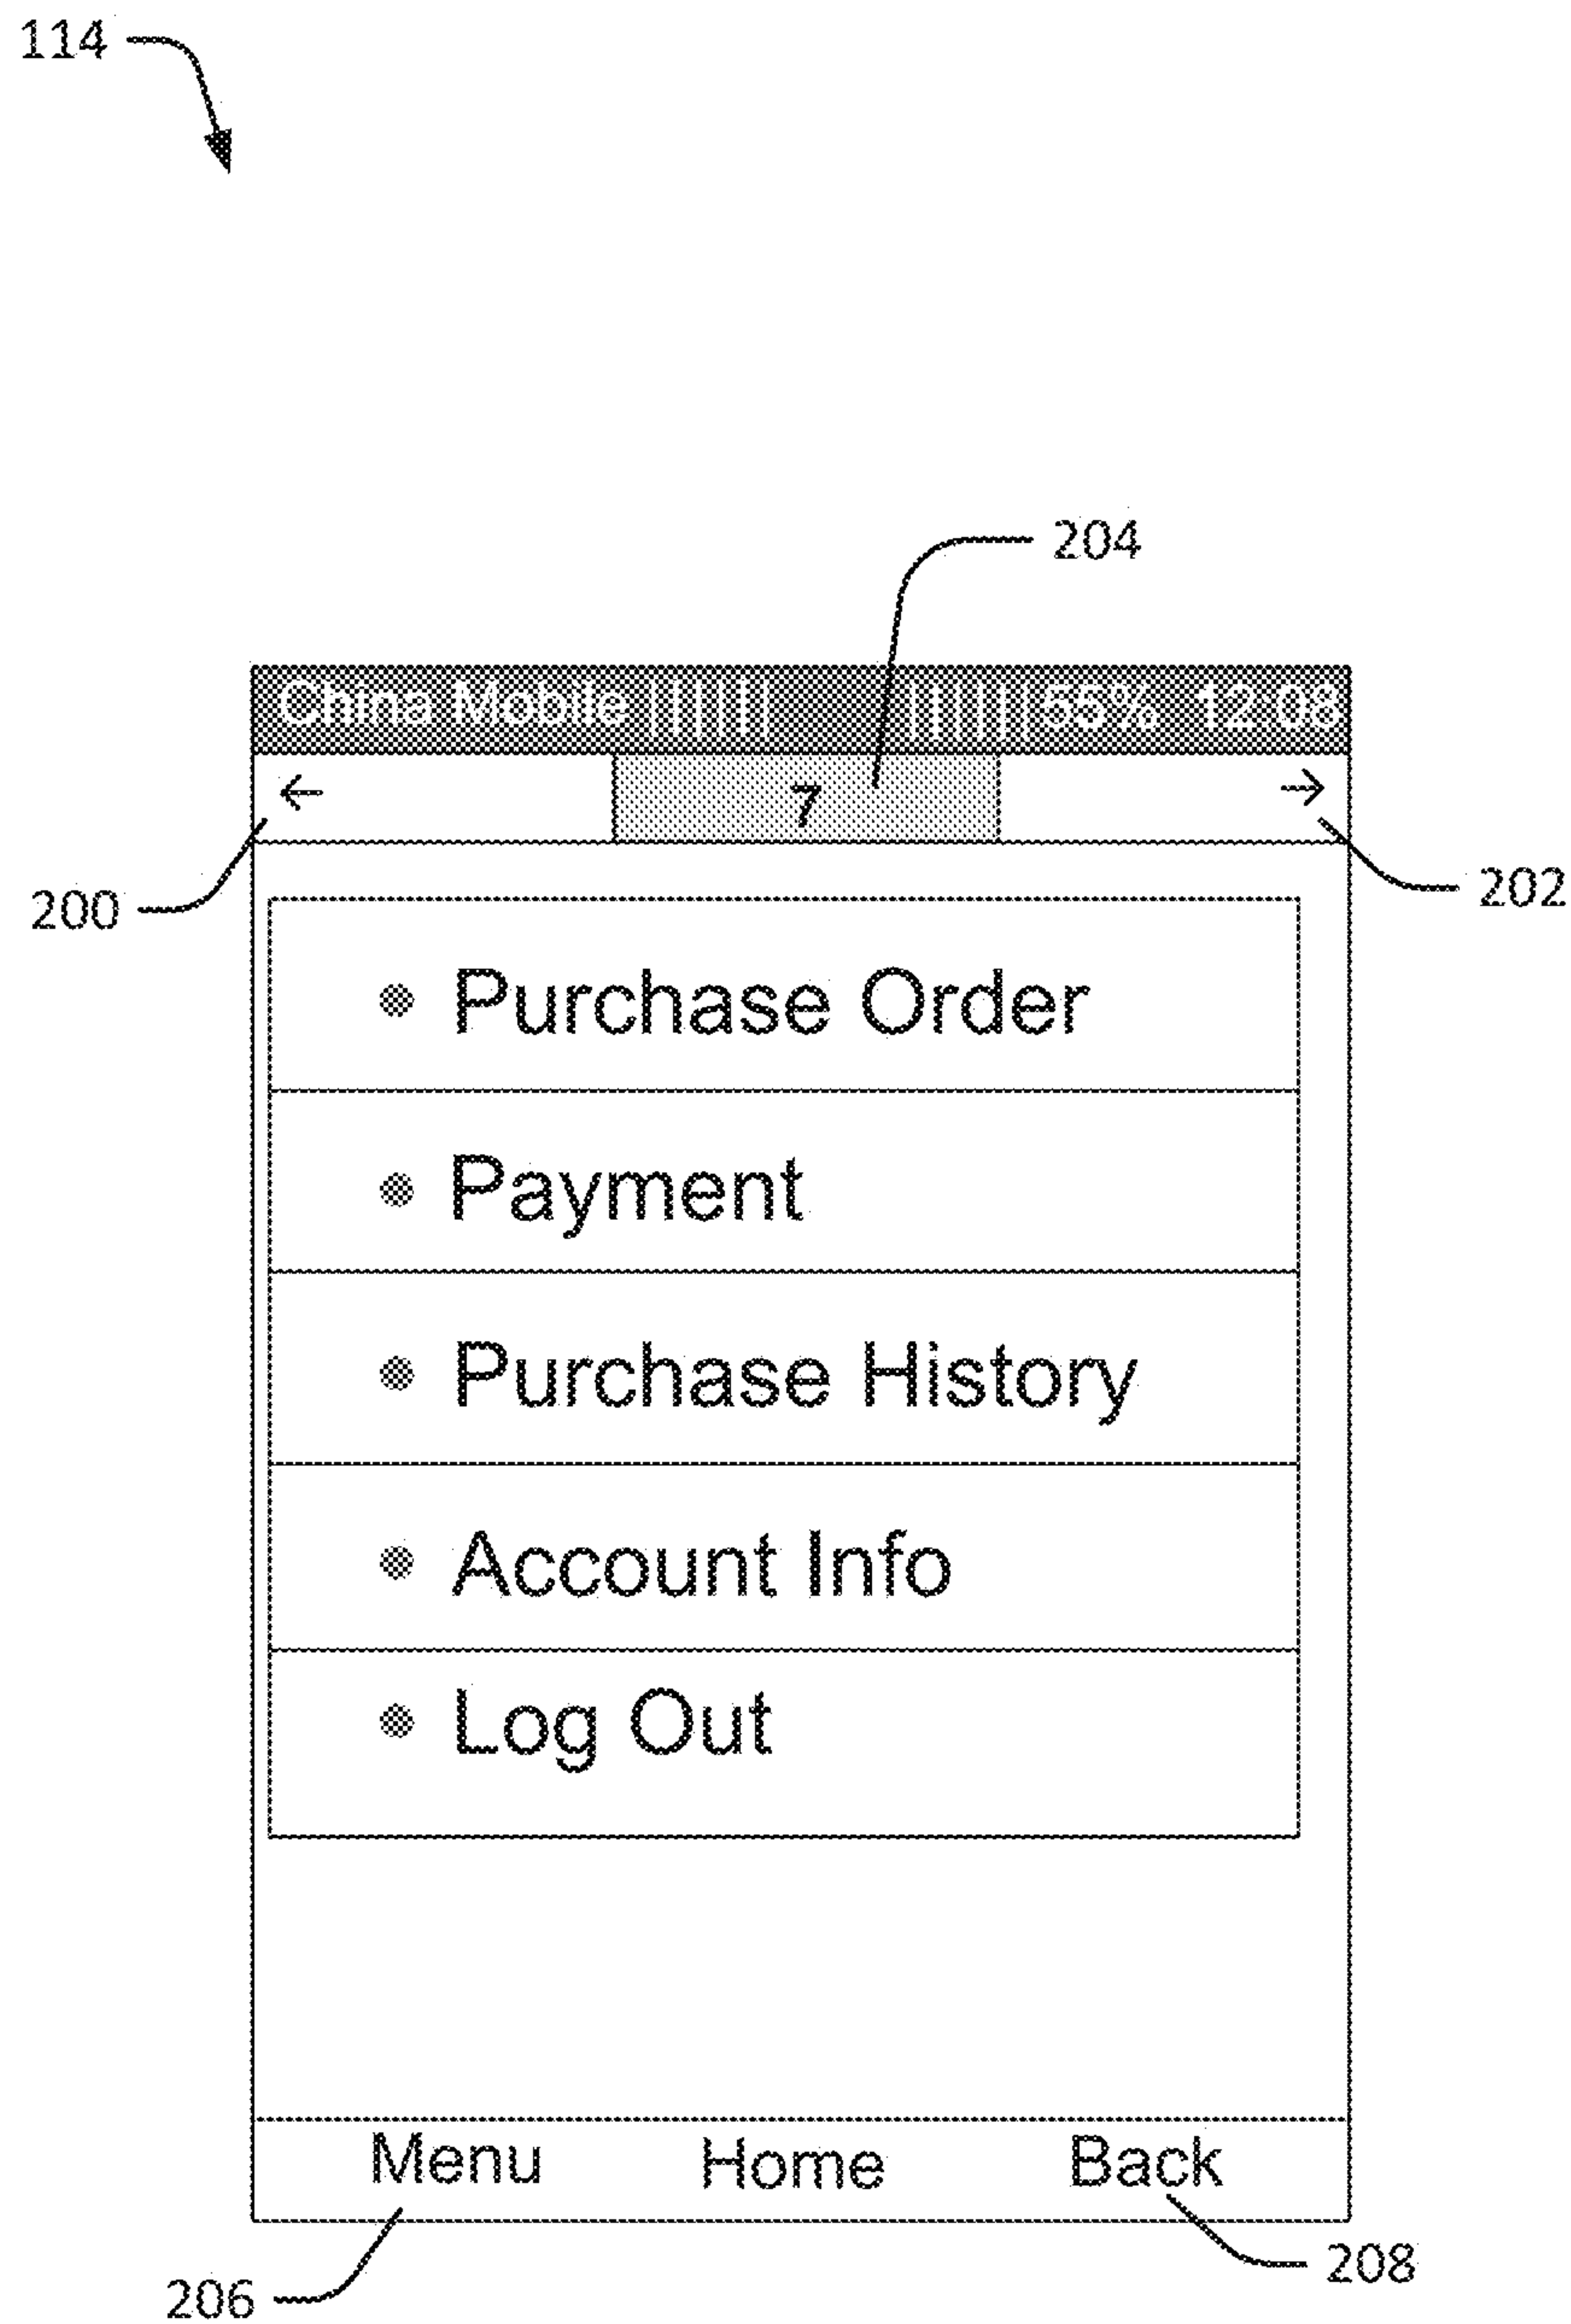 114
204
China Mobile |||||| |||||| 55% 12:08
← 7 →
200
202
• Purchase Order
• Payment
• Purchase History
• Account Info
• Log Out
Menu Home Back
206
208